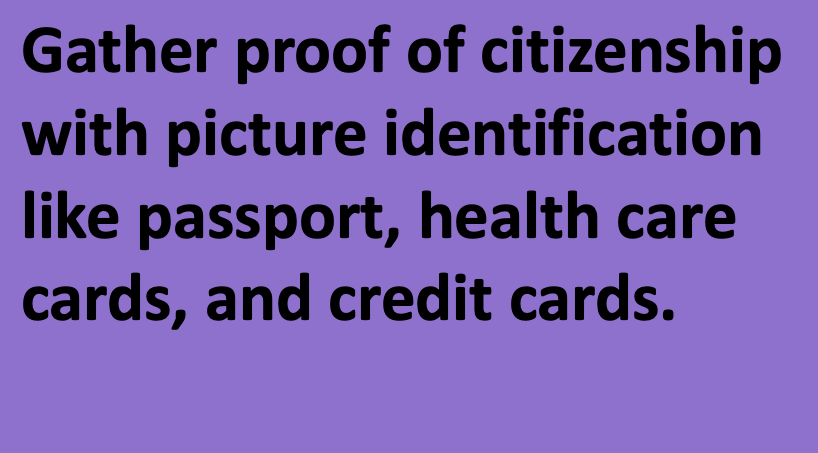 Gather proof of citizenship
with picture identification
like passport, health care
cards, and credit cards.